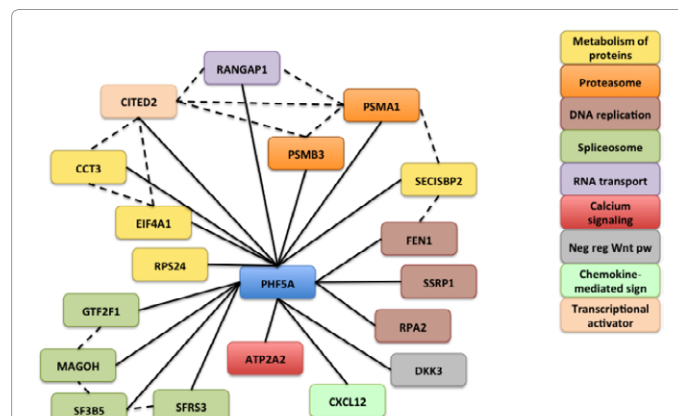 RANGAP1
CITED2
PSMA1
PSMB3
CCT3
SECISBP2
EIF4A1
FEN1
RPS24
PHF5A
SSRP1
GTF2F1
RPA2
MAGOH
ATP2A2
DKK3
SF3B5
SFRS3
CXCL12
Metabolism of
proteins
Proteasome
DNA replication
Spliceosome
RNA transport
Calcium
signaling
Neg reg Wnt pw
Chemokine-
mediated sign
Transcriptional
activator